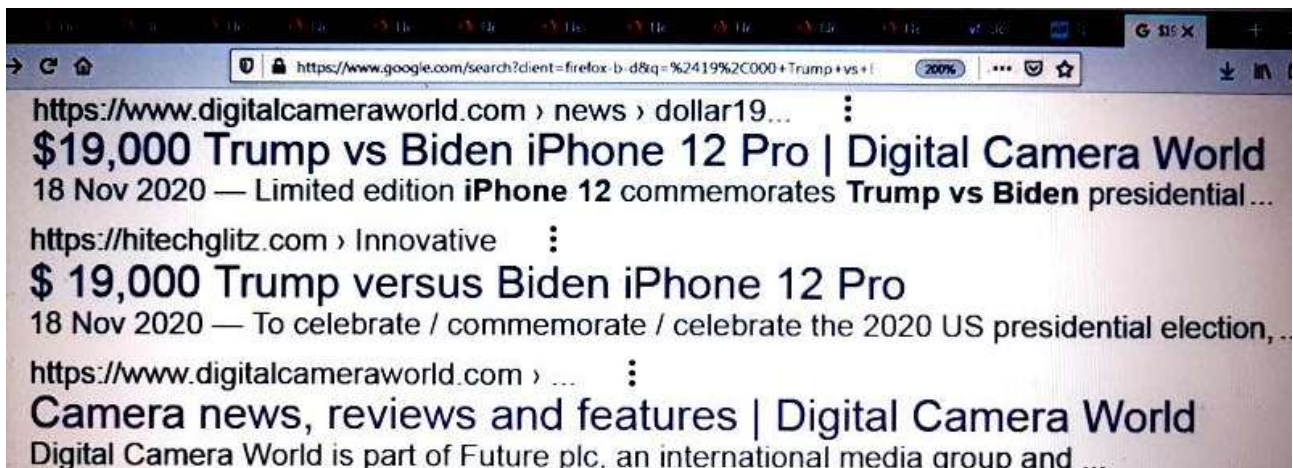 G $19 X
https://www.google.com/search?client=firefox-b-d&q=%2419%2C000+Trump+vs+
200%
https://www.digitalcameraworld.com › news › dollar19...
$19,000 Trump vs Biden iPhone 12 Pro | Digital Camera World
18 Nov 2020 — Limited edition iPhone 12 commemorates Trump vs Biden presidential...
https://hitechglitz.com › Innovative
$ 19,000 Trump versus Biden iPhone 12 Pro
18 Nov 2020 — To celebrate / commemorate / celebrate the 2020 US presidential election, ..
https://www.digitalcameraworld.com › ...
Camera news, reviews and features | Digital Camera World
Digital Camera World is part of Future plc, an international media group and ...